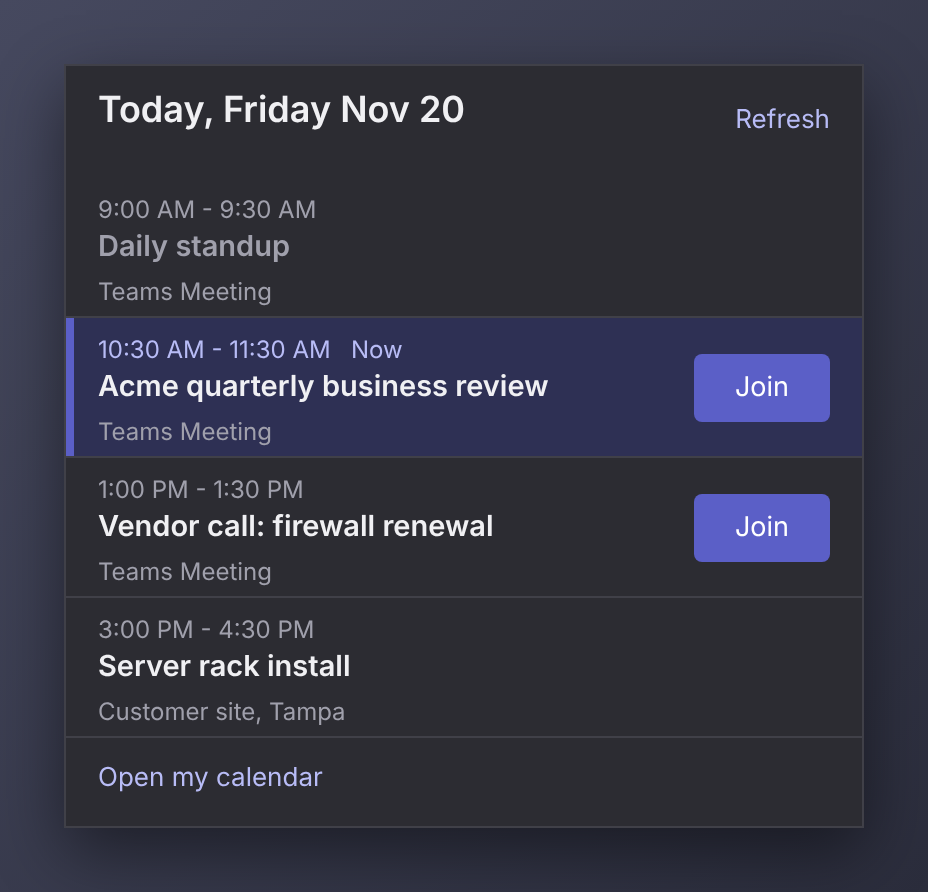 Today, Friday Nov 20
Refresh
9:00 AM - 9:30 AM
Daily standup
Teams Meeting
10:30 AM - 11:30 AM Now
Acme quarterly business review
Teams Meeting
Join
1:00 PM - 1:30 PM
Vendor call: firewall renewal
Teams Meeting
Join
3:00 PM - 4:30 PM
Server rack install
Customer site, Tampa
Open my calendar